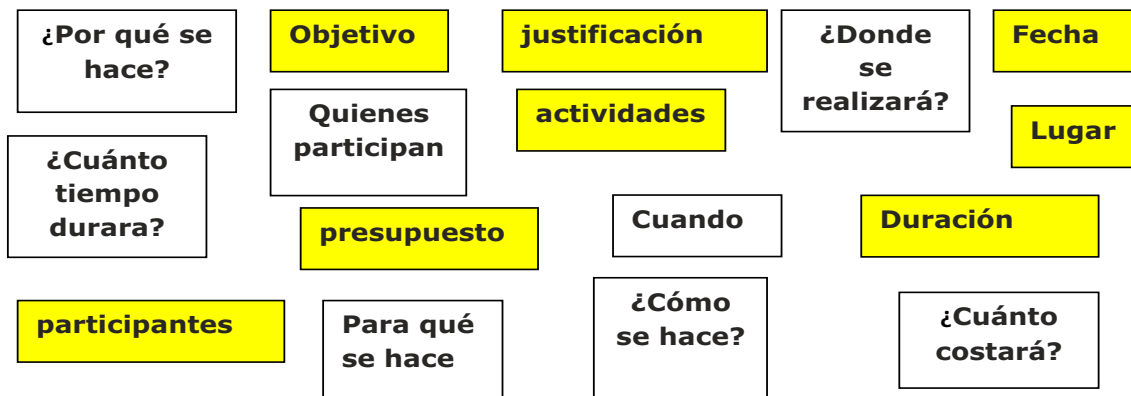 ¿Por qué se
hace?
Objetivo
justificación
¿Donde
se
realizará?
Fecha
Quienes
participan
actividades
Lugar
¿Cuánto
tiempo
durara?
presupuesto
Cuando
Duración
participantes
Para qué
se hace
¿Cómo
se hace?
¿Cuánto
costará?